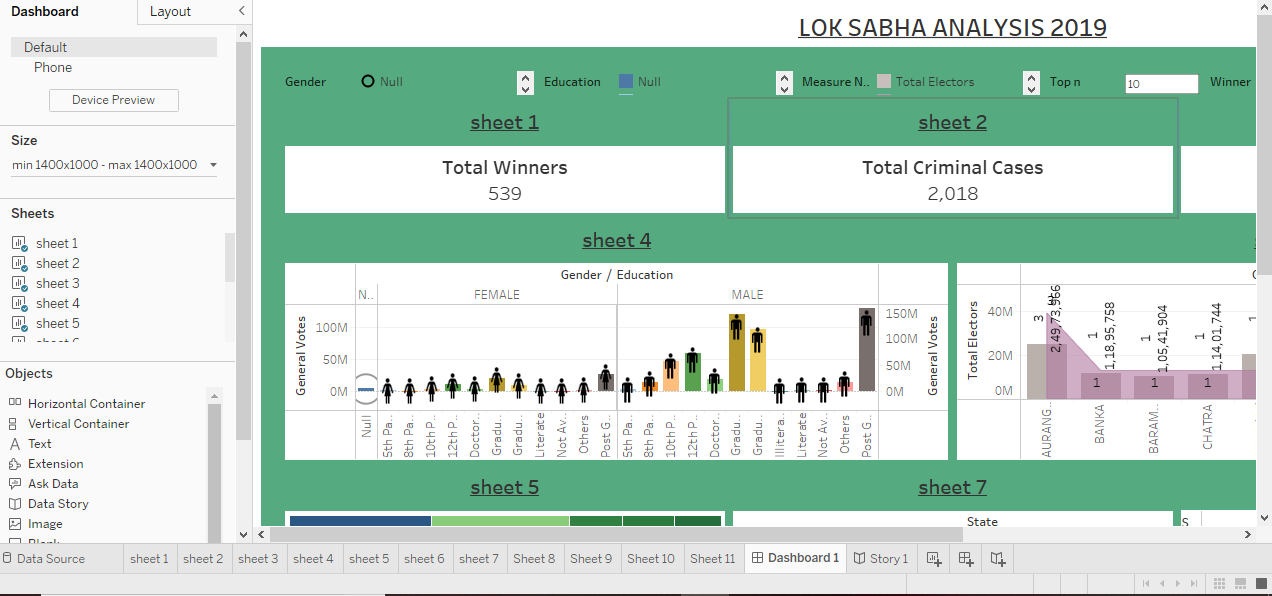 Dashboard
Layout
Default
Phone
Device Preview
Size
min 1400x1000 - max 1400x1000
Sheets
sheet 1
sheet 2
sheet 3
sheet 4
sheet 5
Objects
Horizontal Container
Vertical Container
Text
Extension
Ask Data
Data Story
Image
LOK SABHA ANALYSIS 2019
Gender
Null
Education
Null
Measure N..
Total Electors
Top n
10
Winner
sheet 1
sheet 2
Total Winners
539
Total Criminal Cases
2,018
sheet 4
Gender / Education
N..
FEMALE
MALE
General Votes
100M
50M
0M
150M
100M
50M
0M
General Votes
Null
5th Pa..
8th Pa..
10th P..
12th P..
Doctor..
Gradu..
Gradu..
Literate
Not Av..
Others
Post G..
5th Pa..
8th Pa..
10th P..
12th P..
Doctor..
Gradu..
Gradu..
Illitera..
Literate
Not Av..
Others
Post G..
Total Electors
40M
20M
0M
3
2,49,73,966
1
1,18,95,758
1
1,05,41,904
1
1,14,01,744
1
1
1
1
AURANG..
BANKA
BARAM..
CHATRA
sheet 5
sheet 7
State
S
Data Source
sheet 1
sheet 2
sheet 3
sheet 4
sheet 5
sheet 6
sheet 7
Sheet 8
Sheet 9
Sheet 10
Sheet 11
Dashboard 1
Story 1